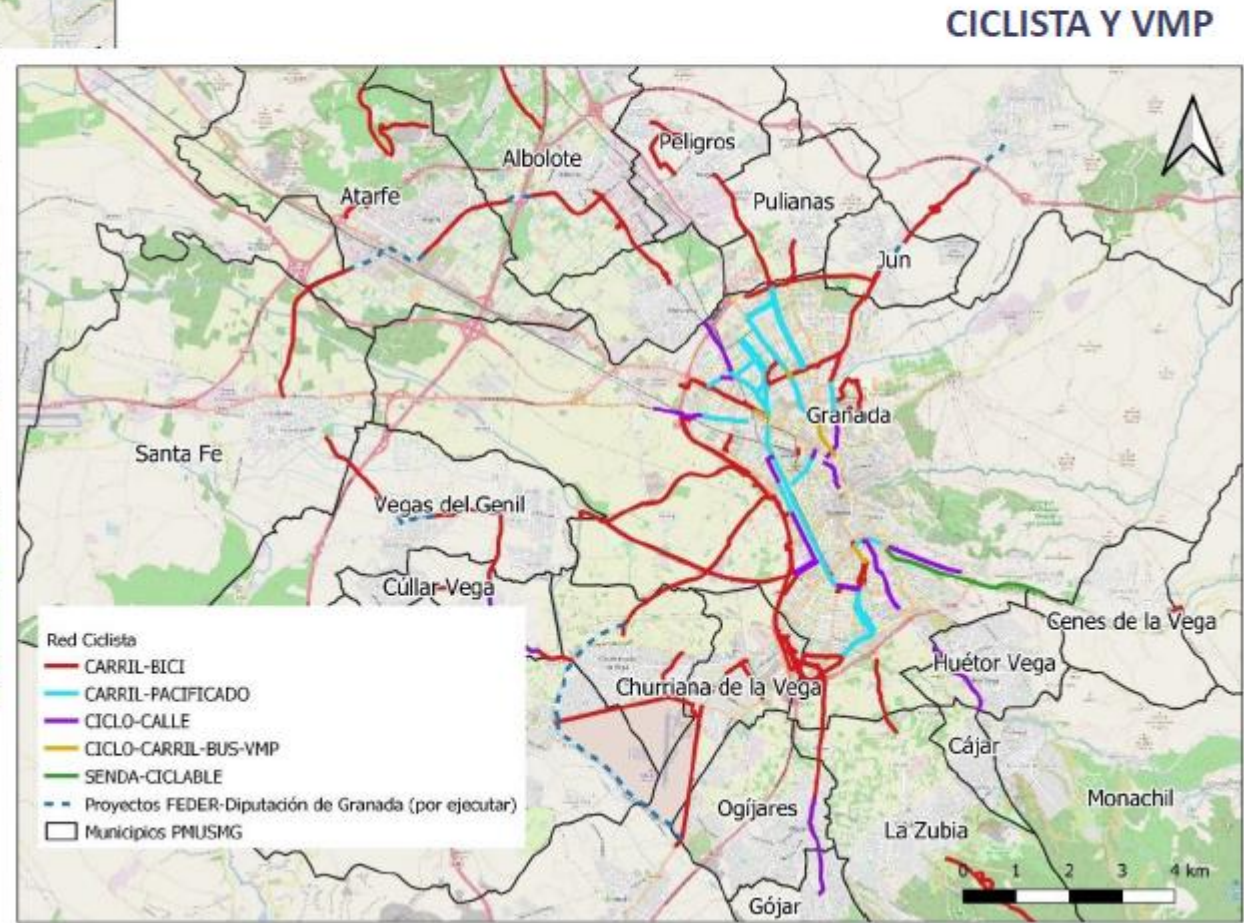 CICLISTA Y VMP
Peligros
Albolote
Atarfe
Pulianas
Jun
Granada
Santa Fe
Vegas del Genil
Cúllar-Vega
Cenes de la Vega
Huétor Vega
Churriana de la Vega
Cájar
Monachil
Ogíjares
La Zubia
Gójar
Red Ciclista
CARRIL-BICI
CARRIL-PACIFICADO
CICLO-CALLE
CICLO-CARRIL-BUS-VMP
SENDA-CICLABLE
Proyectos FEDER-Diputación de Granada (por ejecutar)
Municipios PMUSMG
0 1 2 3 4 km